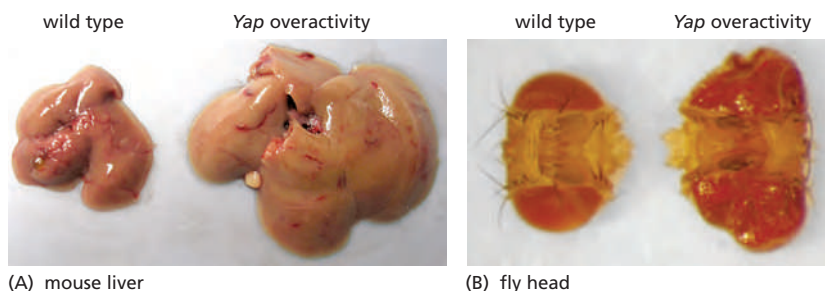 wild type Yap overactivity wild type Yap overactivity
(A) mouse liver (B) fly head